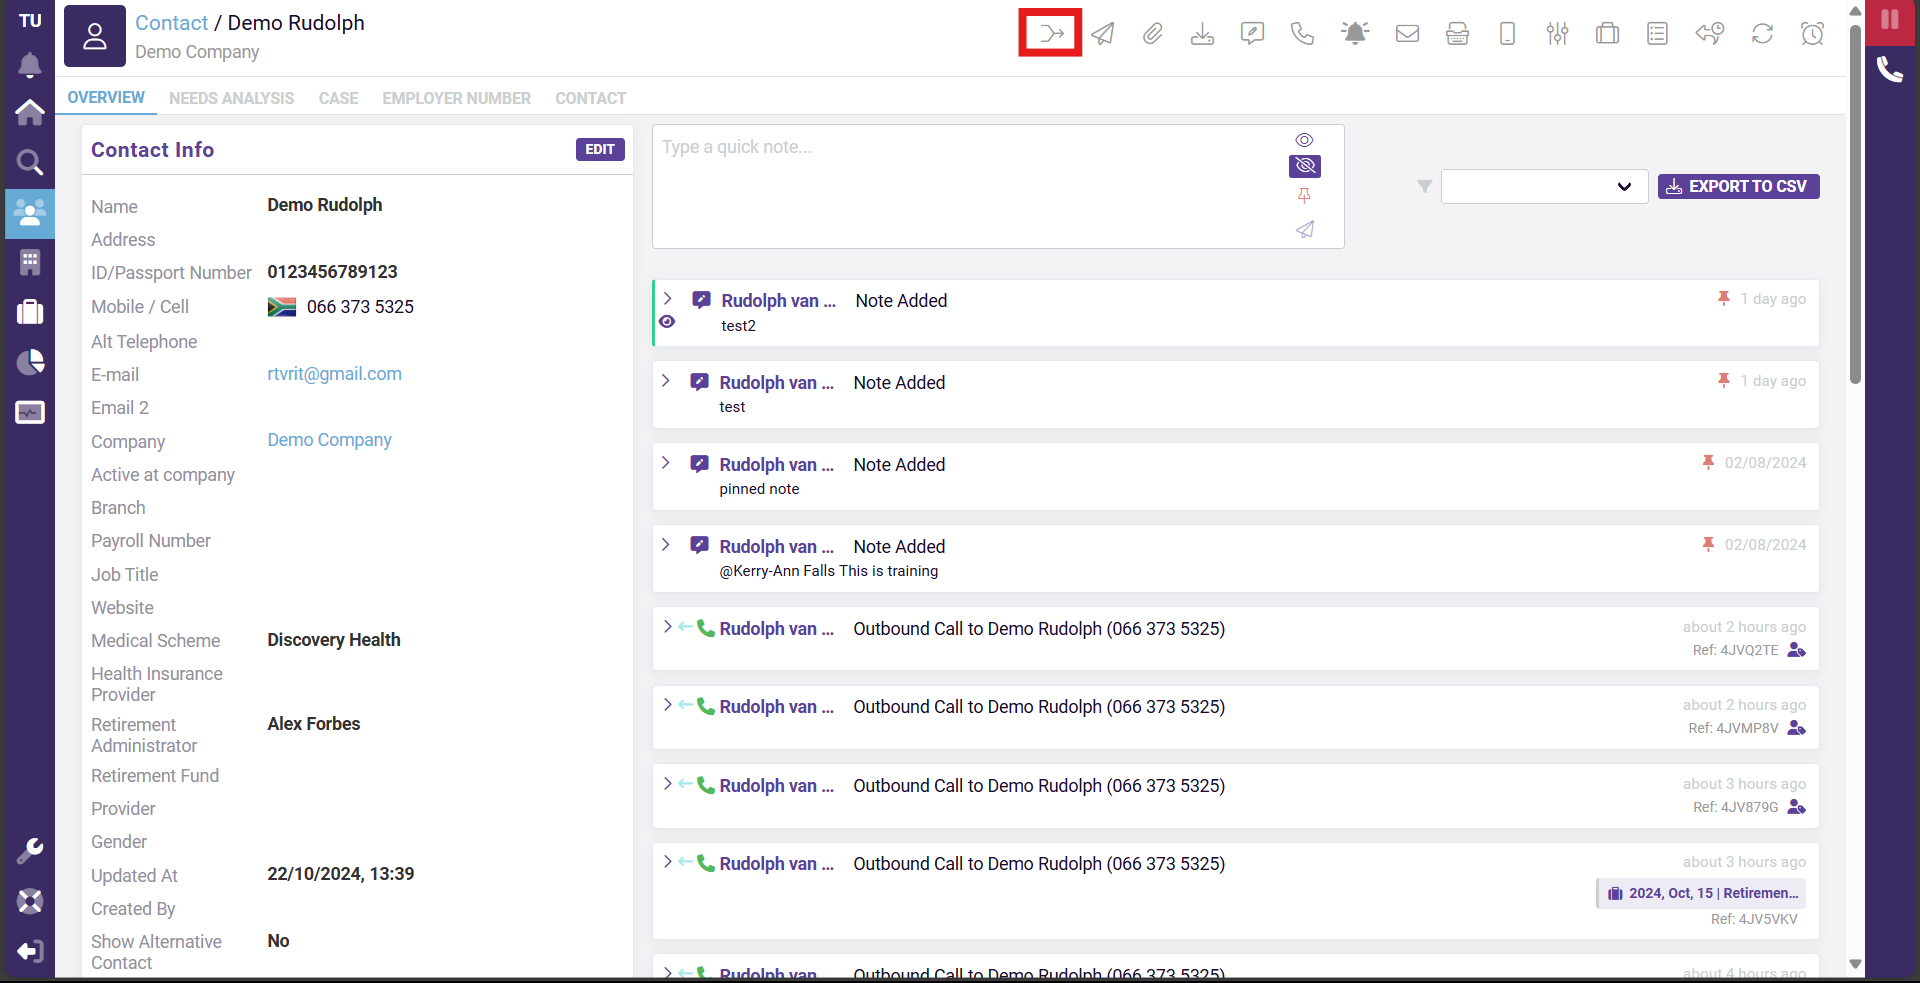 TU
Contact / Demo Rudolph
Demo Company
OVERVIEW NEEDS ANALYSIS CASE EMPLOYER NUMBER CONTACT
Contact Info EDIT
Name Demo Rudolph
Address
ID/Passport Number 0123456789123
Mobile / Cell 066 373 5325
Alt Telephone
E-mail rtvrit@gmail.com
Email 2
Company Demo Company
Active at company
Branch
Payroll Number
Job Title
Website
Medical Scheme Discovery Health
Health Insurance
Provider
Retirement Alex Forbes
Administrator
Retirement Fund
Provider
Gender
Updated At 22/10/2024, 13:39
Created By
Show Alternative No
Contact
Type a quick note...
EXPORT TO CSV
Rudolph van ... Note Added 1 day ago
test2
Rudolph van ... Note Added 1 day ago
test
Rudolph van ... Note Added 02/08/2024
pinned note
Rudolph van ... Note Added 02/08/2024
@Kerry-Ann Falls This is training
Rudolph van ... Outbound Call to Demo Rudolph (066 373 5325) about 2 hours ago
Ref: 4JVQ2TE
Rudolph van ... Outbound Call to Demo Rudolph (066 373 5325) about 2 hours ago
Ref: 4JVMP8V
Rudolph van ... Outbound Call to Demo Rudolph (066 373 5325) about 3 hours ago
Ref: 4JV879G
Rudolph van ... Outbound Call to Demo Rudolph (066 373 5325) about 3 hours ago
2024, Oct, 15 | Retiremen...
Ref: 4JV5VKV
Rudolph van ... Outbound Call to Demo Rudolph (066 373 5325) about 4 hours ago